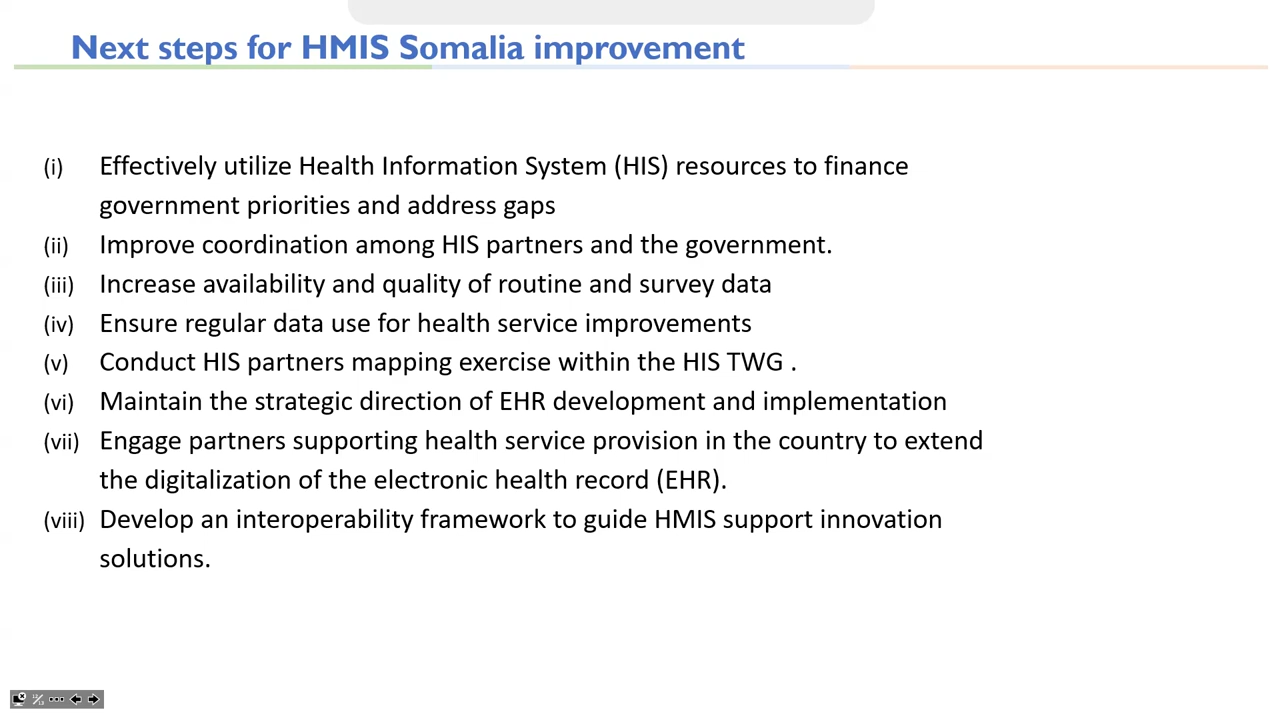 Next steps for HMIS Somalia improvement
(i) Effectively utilize Health Information System (HIS) resources to finance
government priorities and address gaps
(ii) Improve coordination among HIS partners and the government.
(iii) Increase availability and quality of routine and survey data
(iv) Ensure regular data use for health service improvements
(v) Conduct HIS partners mapping exercise within the HIS TWG .
(vi) Maintain the strategic direction of EHR development and implementation
(vii) Engage partners supporting health service provision in the country to extend
the digitalization of the electronic health record (EHR).
(viii) Develop an interoperability framework to guide HMIS support innovation
solutions.